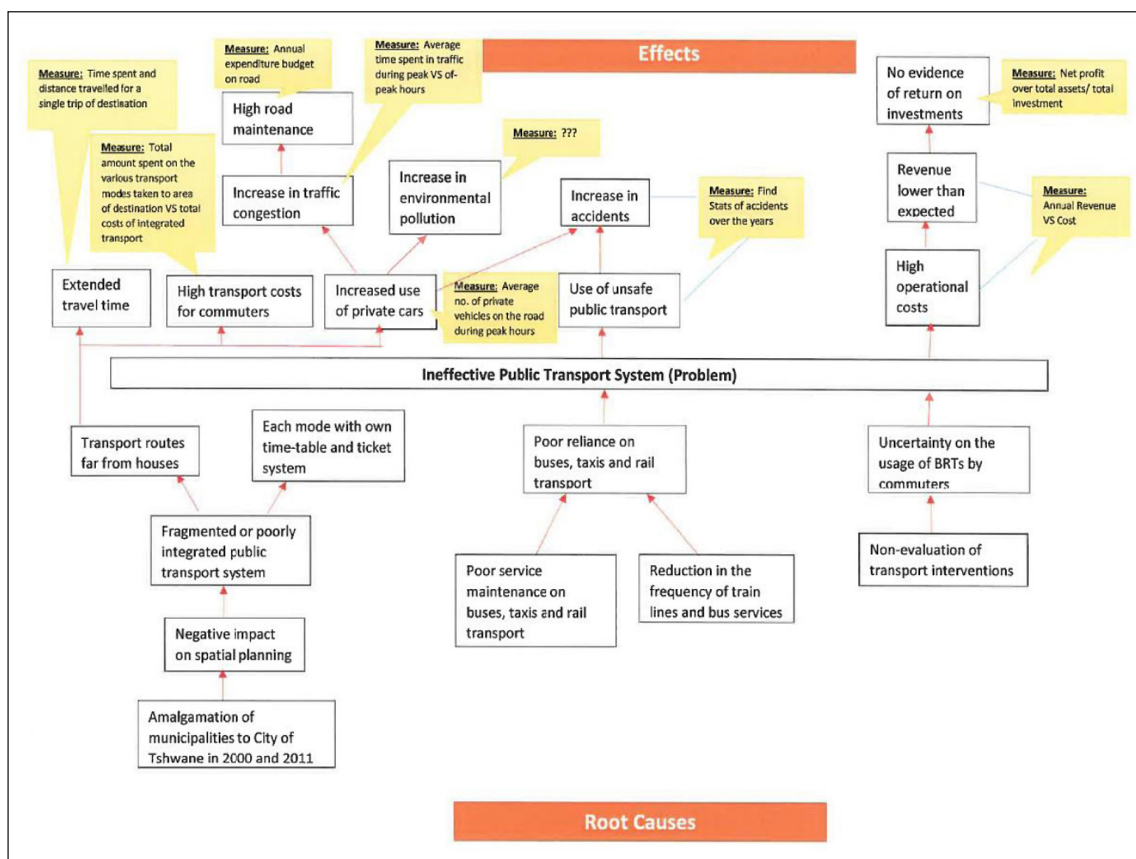 Effects
Measure: Time spent and
distance travelled for a
single trip of destination
Measure: Annual
expenditure budget
on road
Measure: Average
time spent in traffic
during peak VS of-
peak hours
No evidence
of return on
investments
Measure: Net profit
over total assets/ total
investment
High road
maintenance
Measure: Total
amount spent on the
various transport
modes taken to area
of destination VS total
costs of integrated
transport
Measure: ???
Increase in traffic
congestion
Increase in
environmental
pollution
Increase in
accidents
Measure: Find
Stats of accidents
over the years
Revenue
lower than
expected
Measure:
Annual Revenue
VS Cost
Extended
travel time
High transport costs
for commuters
Increased use
of private cars
Measure: Average
no. of private
vehicles on the road
during peak hours
Use of unsafe
public transport
High
operational
costs
Ineffective Public Transport System (Problem)
Transport routes
far from houses
Each mode with own
time-table and ticket
system
Poor reliance on
buses, taxis and rail
transport
Uncertainty on the
usage of BRTs by
commuters
Fragmented or poorly
integrated public
transport system
Poor service
maintenance on
buses, taxis and rail
transport
Reduction in the
frequency of train
lines and bus services
Non-evaluation of
transport interventions
Negative impact
on spatial planning
Amalgamation of
municipalities to City of
Tshwane in 2000 and 2011
Root Causes